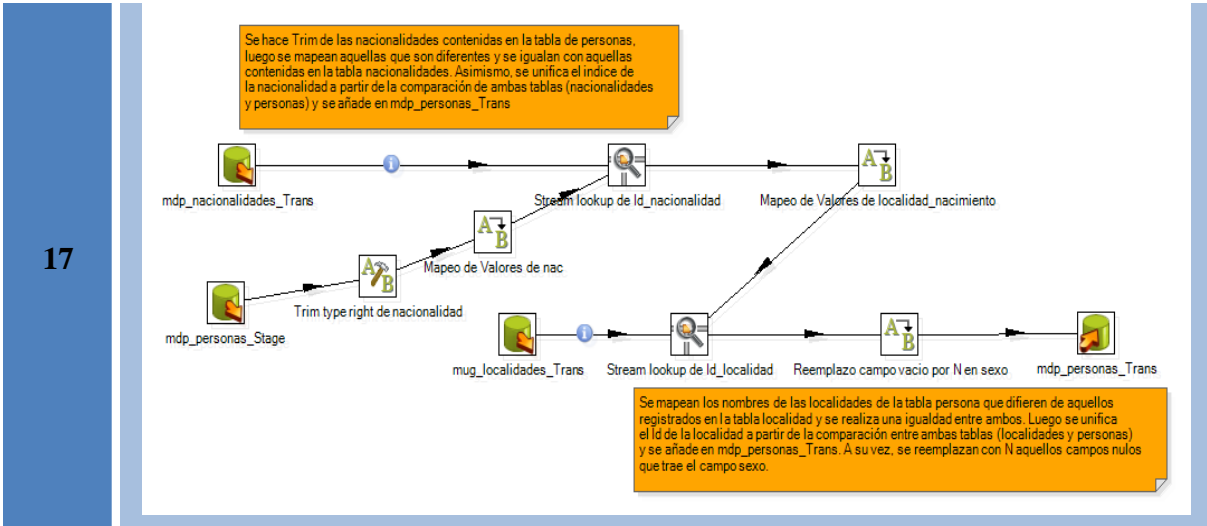 Se hace Trim de las nacionalidades contenidas en la tabla de personas,
luego se mapean aquellas que son diferentes y se igualan con aquellas
contenidas en la tabla nacionalidades. Asimismo, se unifica el indice de
la nacionalidad a partir de la comparación de ambas tablas (nacionalidades
y personas) y se añade en mdp_personas_Trans
mdp_nacionalidades_Trans
Stream lookup de Id_nacionalidad
Mapeo de Valores de localidad_nacimiento
17
Mapeo de Valores de nac
Trim type right de nacionalidad
mdp_personas_Stage
mug_localidades_Trans
Stream lookup de Id_localidad
Reemplazo campo vacio por N en sexo
mdp_personas_Trans
Se mapean los nombres de las localidades de la tabla persona que difieren de aquellos
registrados en la tabla localidad y se realiza una igualdad entre ambos. Luego se unifica
el Id de la localidad a partir de la comparación entre ambas tablas (localidades y personas)
y se añade en mdp_personas_Trans. A su vez, se reemplazan con N aquellos campos nulos
que trae el campo sexo.